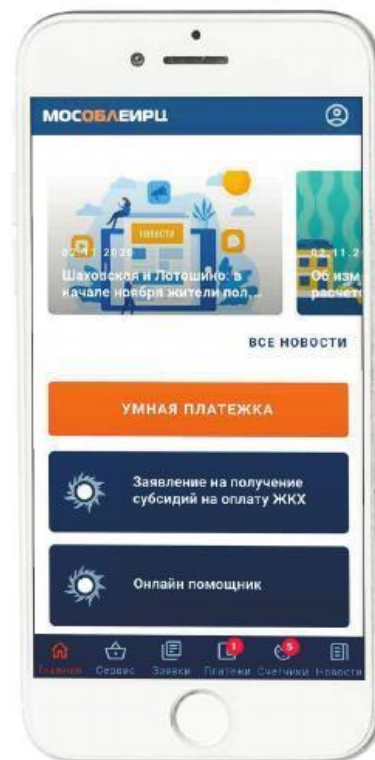 МОСОБЛЕИРЦ
НОВОСТИ
02.11.2020
Шаховская и Лотошино: в
начале ноября жители пол...
02.11.2
Об изм
расчето
ВСЕ НОВОСТИ
УМНАЯ ПЛАТЕЖКА
Заявление на получение
субсидий на оплату ЖКХ
Онлайн помощник
1
5
Главная Сервис Заявки Платежи Счетчики Новости